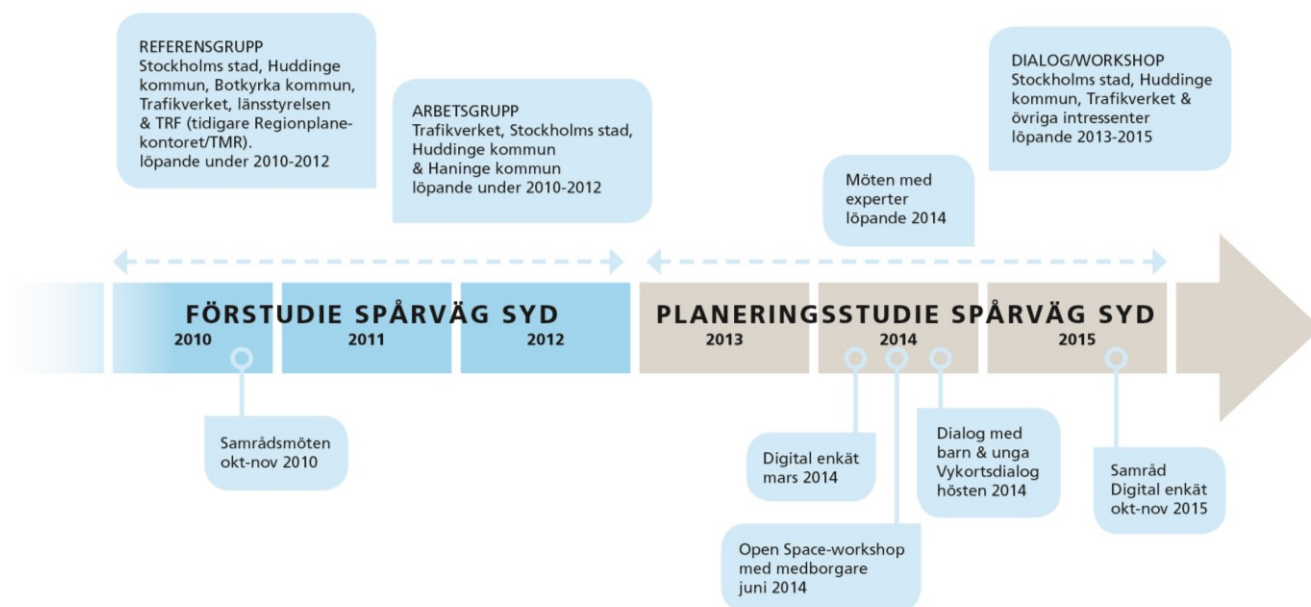 REFERENSGRUPP
Stockholms stad, Huddinge
kommun, Botkyrka kommun,
Trafikverket, länsstyrelsen
& TRF (tidigare Regionplane-
kontoret/TMR).
löpande under 2010-2012
ARBETSGRUPP
Trafikverket, Stockholms stad,
Huddinge kommun
& Haninge kommun
löpande under 2010-2012
Möten med
experter
löpande 2014
DIALOG/WORKSHOP
Stockholms stad, Huddinge
kommun, Trafikverket &
övriga intressenter
löpande 2013-2015
FÖRSTUDIE SPÅRVÄG SYD
2010
2011
2012
PLANERINGSSTUDIE SPÅRVÄG SYD
2013
2014
2015
Samrådsmöten
okt-nov 2010
Digital enkät
mars 2014
Open Space-workshop
med medborgare
juni 2014
Dialog med
barn & unga
Vykortsdialog
hösten 2014
Samråd
Digital enkät
okt-nov 2015